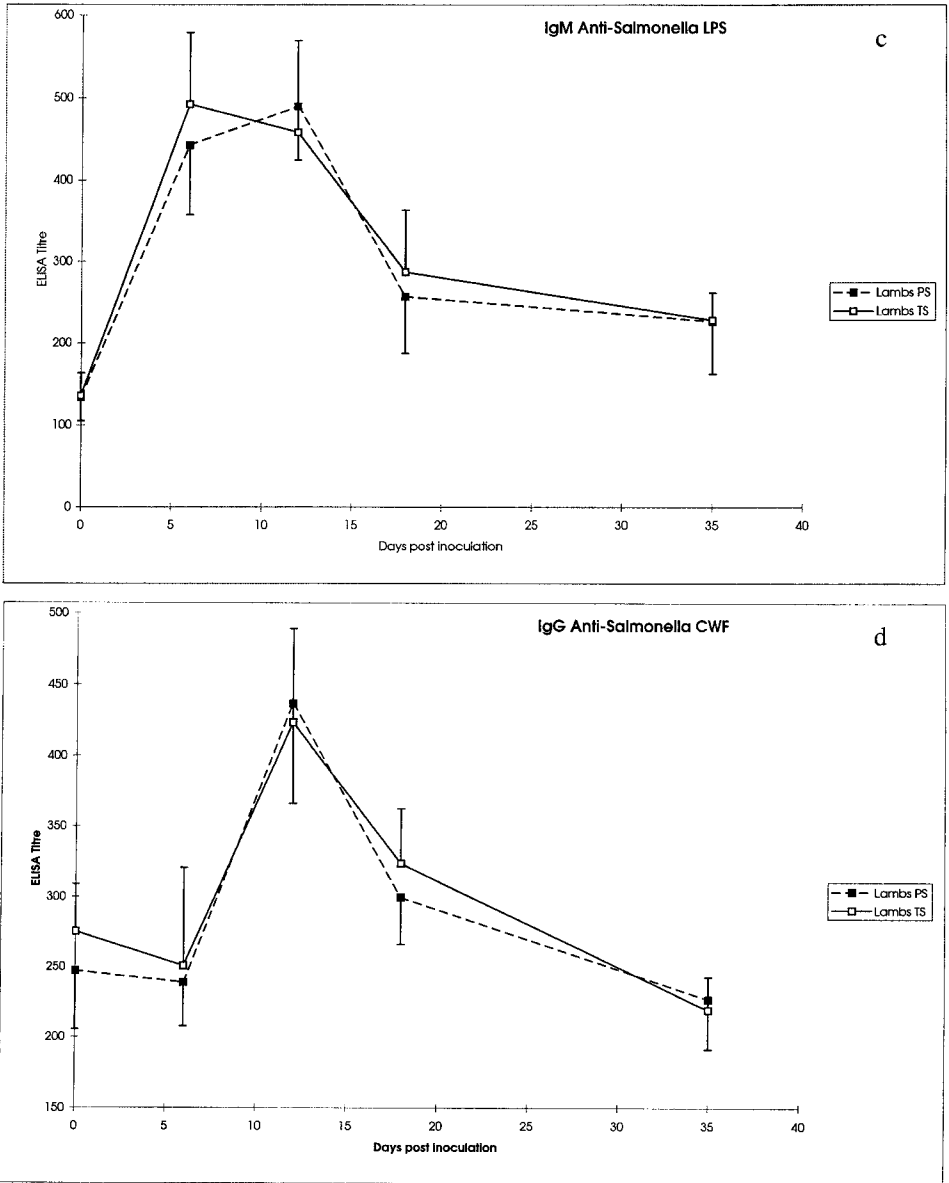 IgM Anti-Salmonella LPS
c
600
500
400
300
200
100
0
ELISA Titre
0 5 10 15 20 25 30 35 40
Days post inoculation
Lambs PS
Lambs TS
IgG Anti-Salmonella CWF
d
500
450
400
350
300
250
200
150
ELISA Titre
0 5 10 15 20 25 30 35 40
Days post inoculation
Lambs PS
Lambs TS